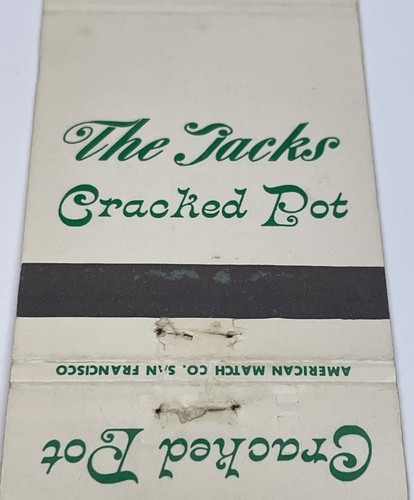 The Jacks
Cracked Pot
AMERICAN MATCH CO. SAN FRANCISCO
Cracked Pot